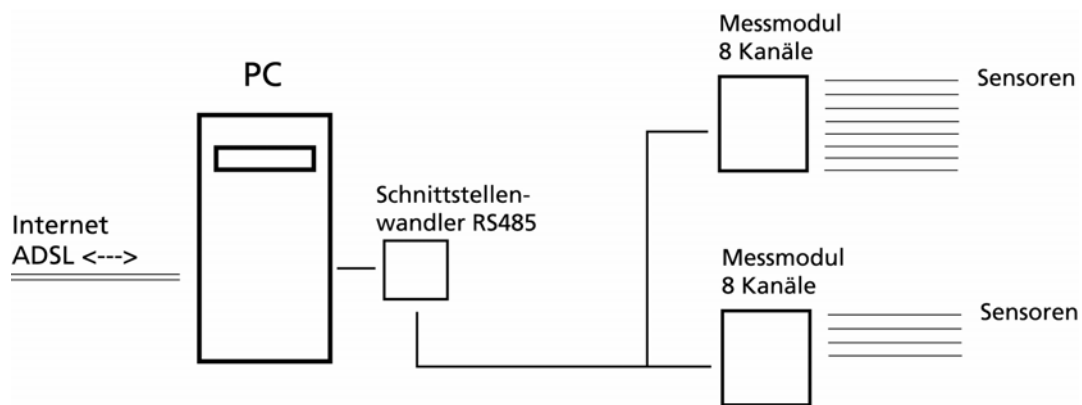 PC
Internet
ADSL <--->
Schnittstellen-
wandler RS485
Messmodul
8 Kanäle
Sensoren
Messmodul
8 Kanäle
Sensoren